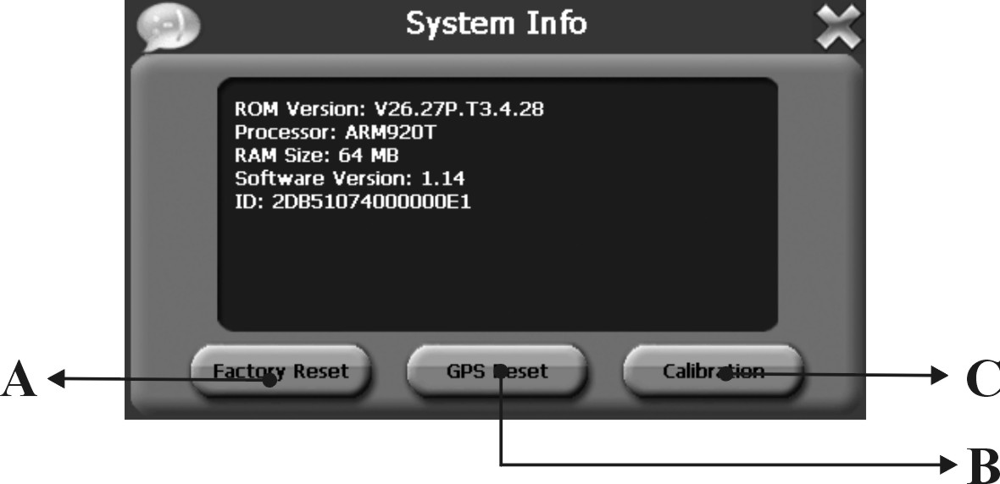 System Info
ROM Version: V26.27P.T3.4.28
Processor: ARM920T
RAM Size: 64 MB
Software Version: 1.14
ID: 2DB51074000000E1
A Factory Reset GPS Reset Calibration C
B